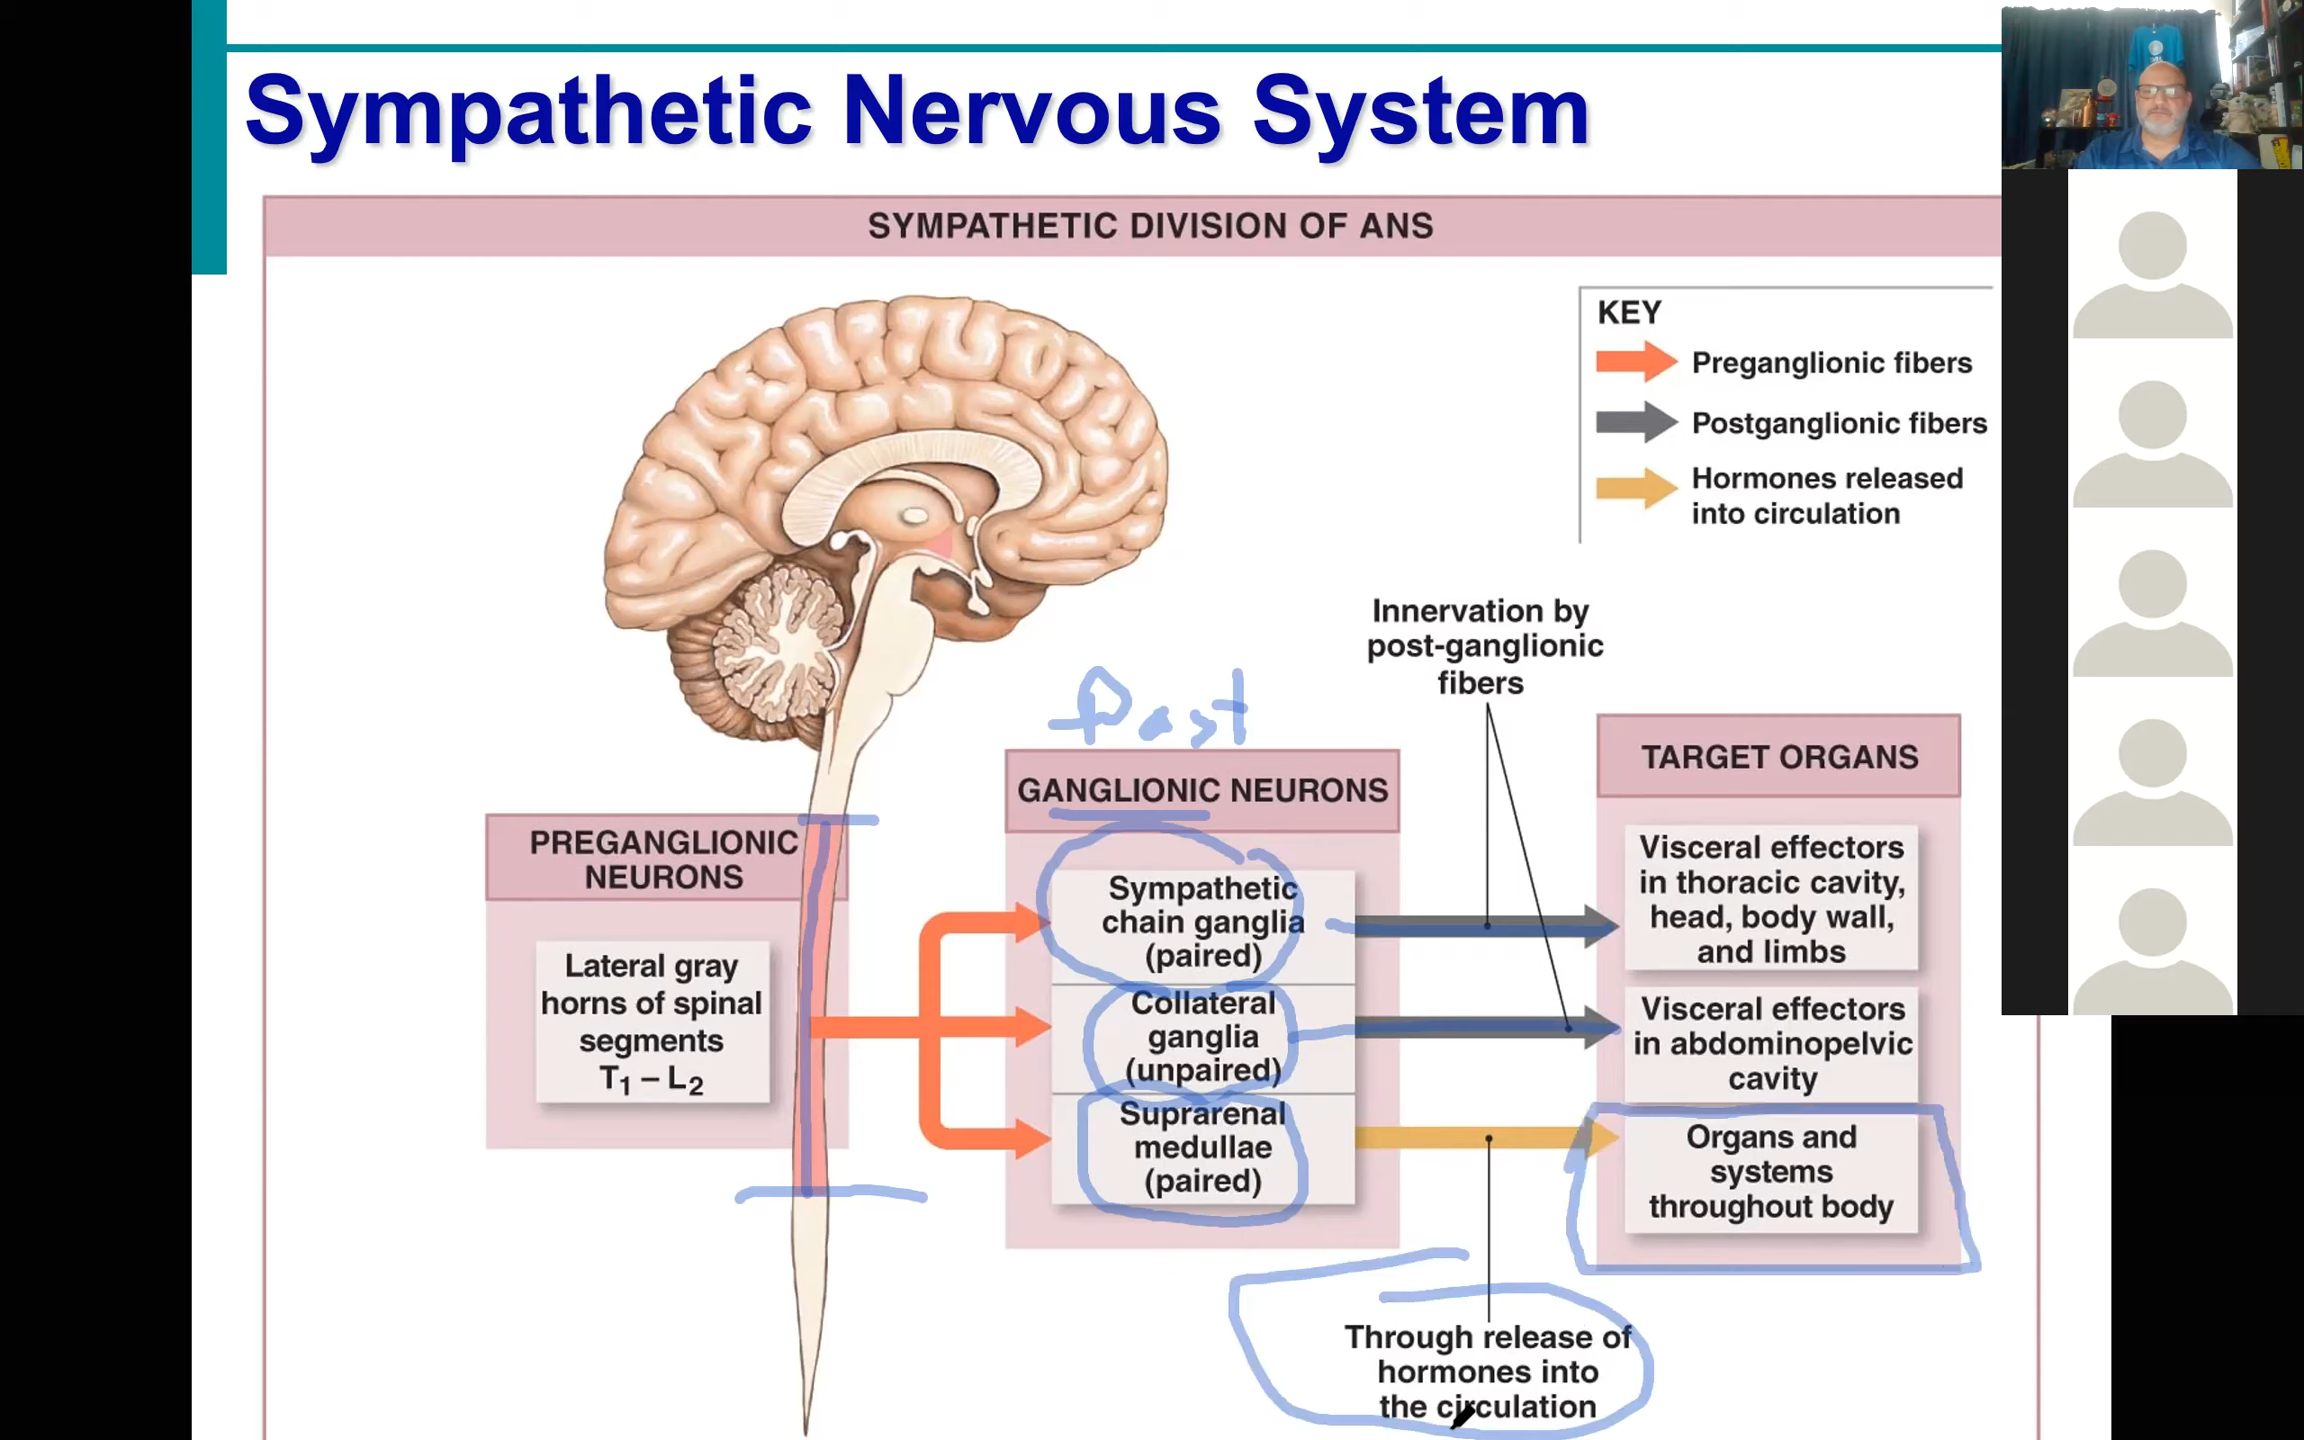 Sympathetic Nervous System
SYMPATHETIC DIVISION OF ANS
KEY
Preganglionic fibers
Postganglionic fibers
Hormones released
into circulation
Innervation by
post-ganglionic
fibers
Post
PREGANGLIONIC
NEURONS
Lateral gray
horns of spinal
segments
T₁ – L₂
GANGLIONIC NEURONS
Sympathetic
chain ganglia
(paired)
Collateral
ganglia
(unpaired)
Suprarenal
medullae
(paired)
TARGET ORGANS
Visceral effectors
in thoracic cavity,
head, body wall,
and limbs
Visceral effectors
in abdominopelvic
cavity
Organs and
systems
throughout body
Through release of
hormones into
the circulation